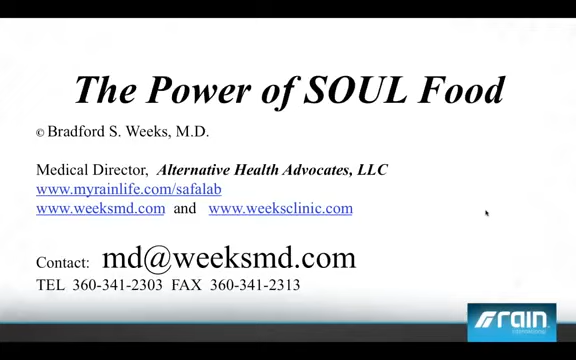 The Power of SOUL Food
© Bradford S. Weeks, M.D.
Medical Director, Alternative Health Advocates, LLC
www.myrainlife.com/safalab
www.weeksmd.com and www.weeksclinic.com
Contact: md@weeksmd.com
TEL 360-341-2303 FAX 360-341-2313
rain
international